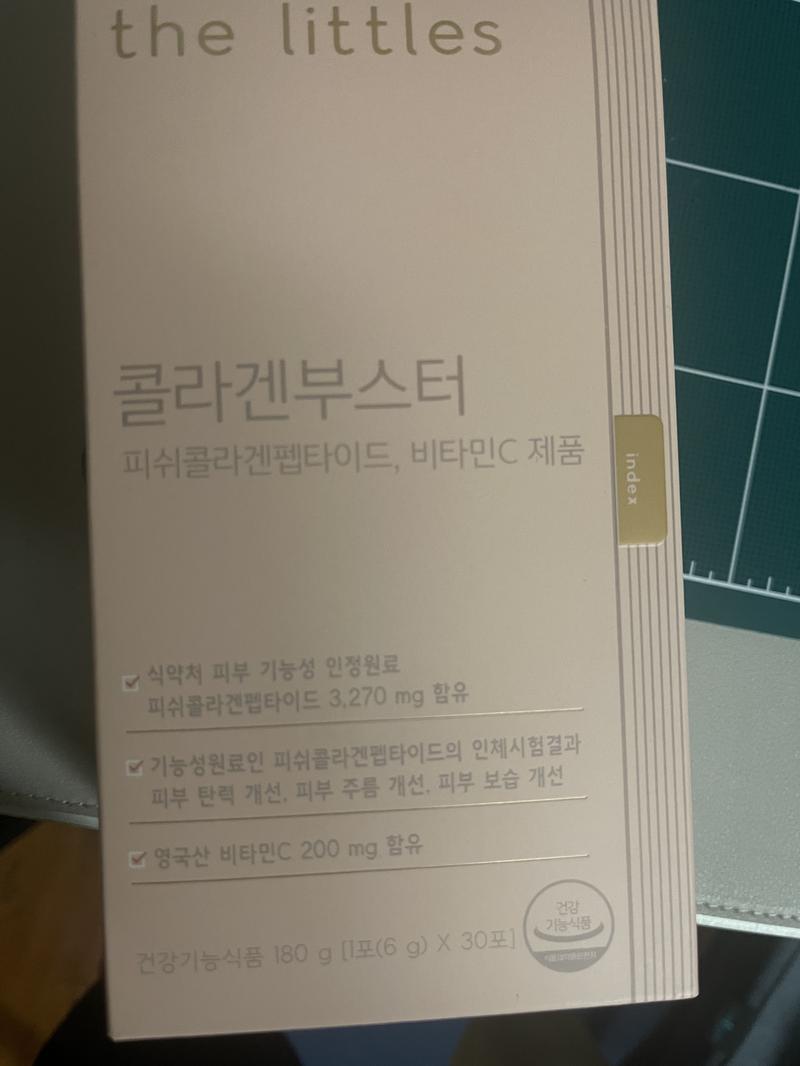 the littles
콜라겐부스터
피쉬콜라겐펩타이드, 비타민C 제품
index
식약처 피부 기능성 인정원료
피쉬콜라겐펩타이드 3,270 mg 함유
기능성원료인 피쉬콜라겐펩타이드의 인체시험결과
피부 탄력 개선, 피부 주름 개선, 피부 보습 개선
영국산 비타민C 200 mg 함유
건강기능식품 180 g [1포(6 g) X 30포]
건강
기능식품